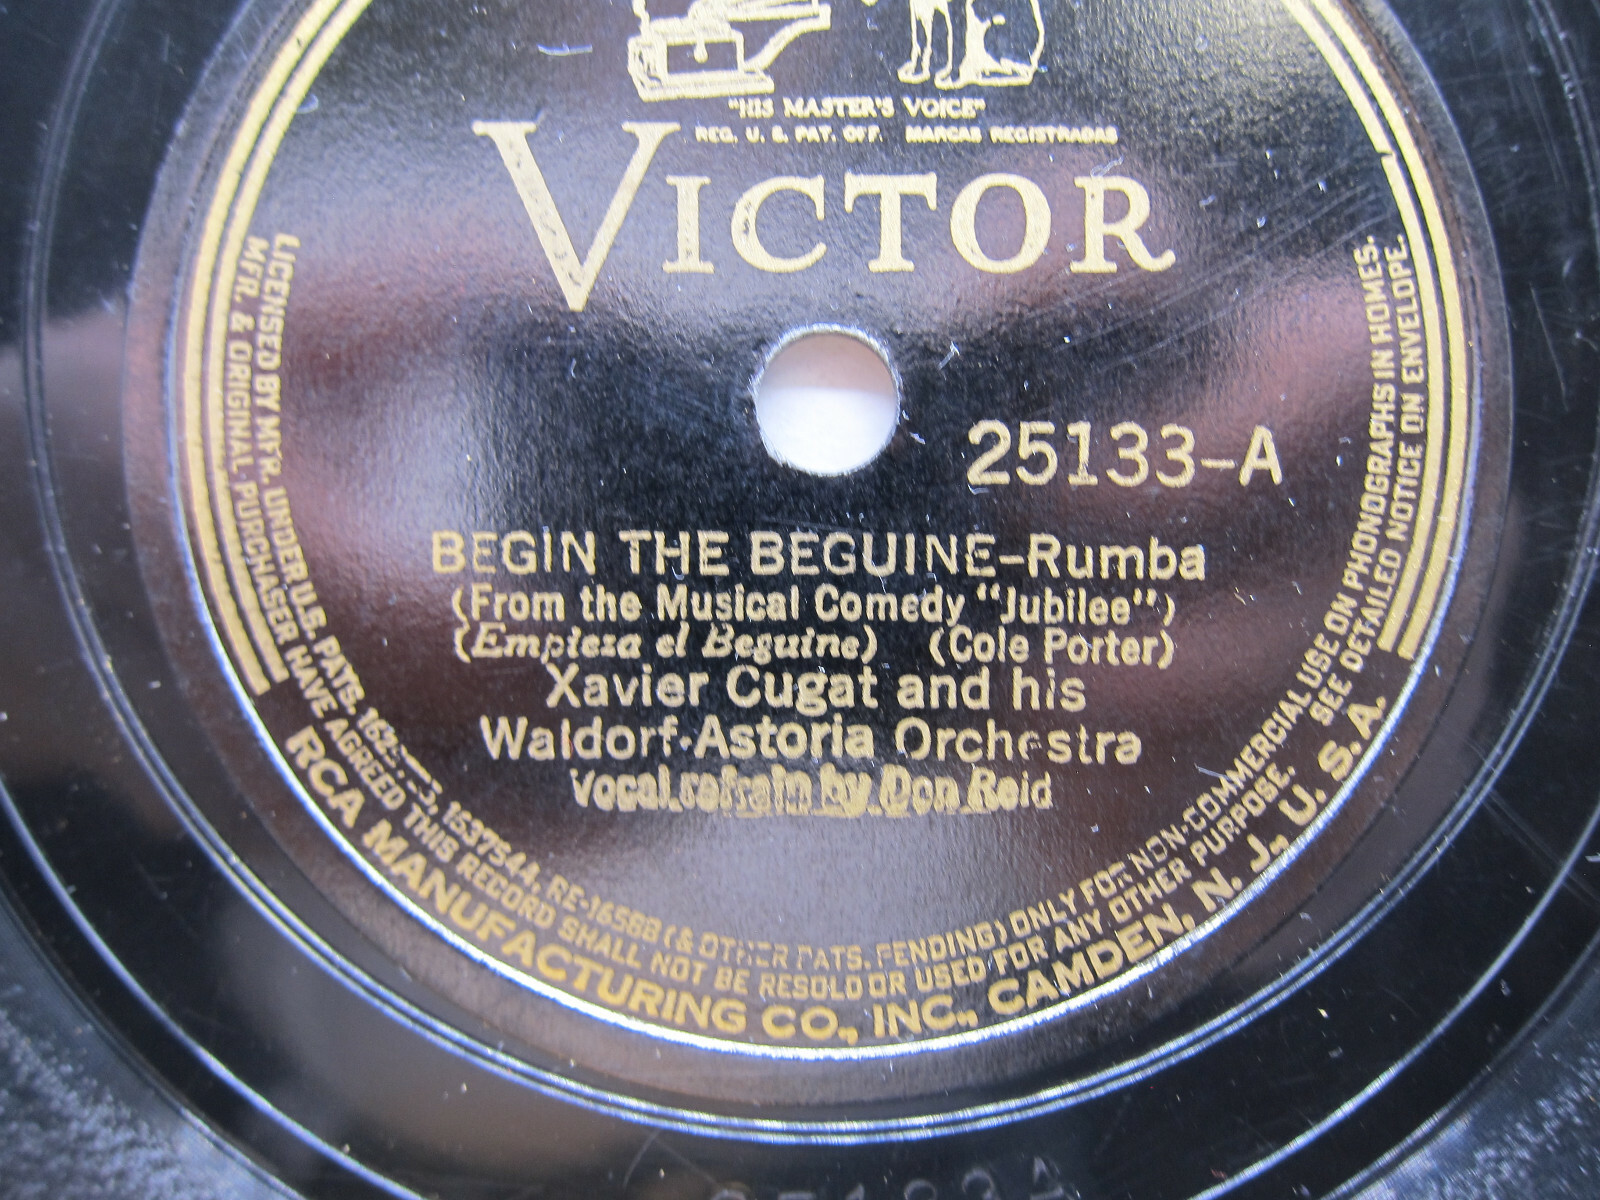 "HIS MASTER'S VOICE"
REG. U. S. PAT. OFF. MARCAS REGISTRADAS
VICTOR
25133-A
BEGIN THE BEGUINE-Rumba
(From the Musical Comedy "Jubilee")
(Empieza el Beguine) (Cole Porter)
Xavier Cugat and his
Waldorf-Astoria Orchestra
Vocal refrain by Don Reid
LICENSED BY MFR. UNDER U.S. PATS. 1637544, RE-16588 (& OTHER PATS. PENDING) ONLY FOR NON-COMMERCIAL USE ON PHONOGRAPHS IN HOMES.
MFR. & ORIGINAL PURCHASER HAVE AGREED THIS RECORD SHALL NOT BE RESOLD OR USED FOR ANY OTHER PURPOSE. SEE DETAILED NOTICE ON ENVELOPE.
RCA MANUFACTURING CO., INC., CAMDEN, N. J., U. S. A.